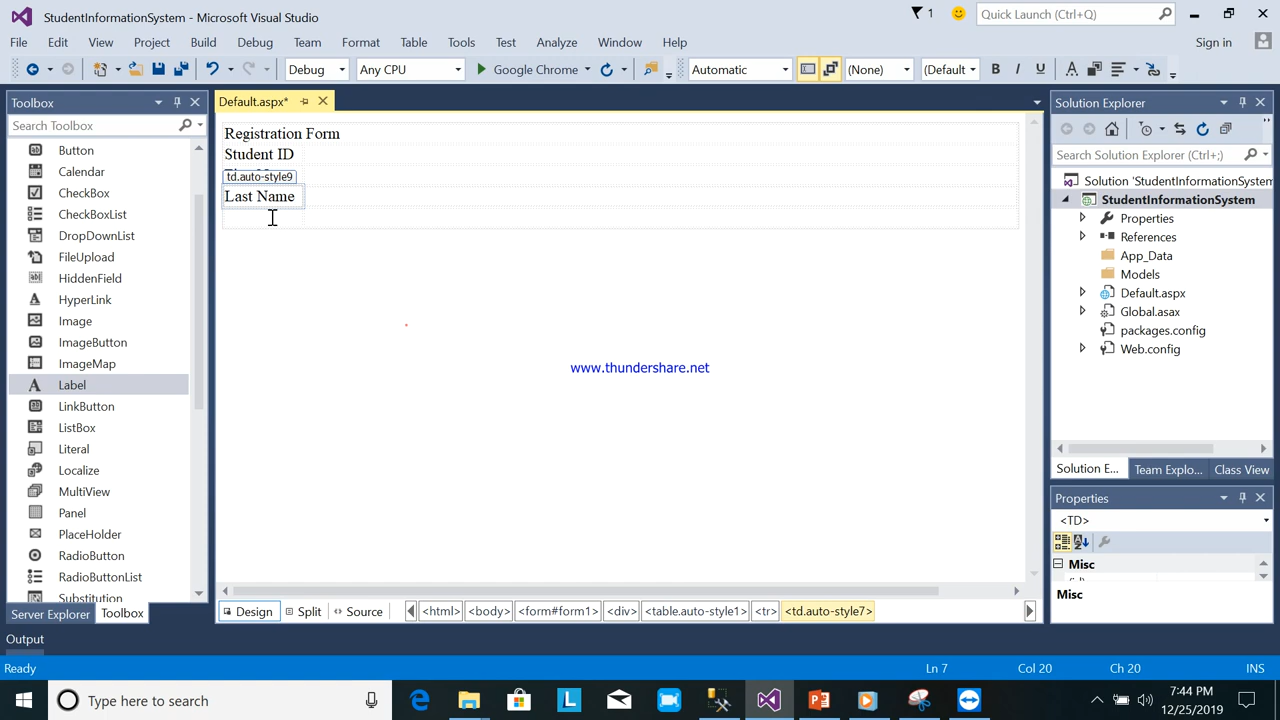 StudentInformationSystem - Microsoft Visual Studio
1
Quick Launch (Ctrl+Q)
File Edit View Project Build Debug Team Format Table Tools Test Analyze Window Help
Sign in
Debug Any CPU Google Chrome Automatic (None) (Default B I U A
Toolbox
Search Toolbox
Button
Calendar
CheckBox
CheckBoxList
DropDownList
FileUpload
HiddenField
HyperLink
Image
ImageButton
ImageMap
Label
LinkButton
ListBox
Literal
Localize
MultiView
Panel
PlaceHolder
RadioButton
RadioButtonList
Substitution
Server Explorer Toolbox
Default.aspx*
Registration Form
Student ID
td.auto-style9
Last Name
www.thundershare.net
Design Split Source
<html> <body> <form#form1> <div> <table.auto-style1> <tr> <td.auto-style7>
Solution Explorer
Search Solution Explorer (Ctrl+;)
Solution 'StudentInformationSystem
StudentInformationSystem
Properties
References
App_Data
Models
Default.aspx
Global.asax
packages.config
Web.config
Solution E... Team Explo... Class View
Properties
<TD>
Misc
Misc
Output
Ready Ln 7 Col 20 Ch 20 INS
Type here to search
7:44 PM
12/25/2019